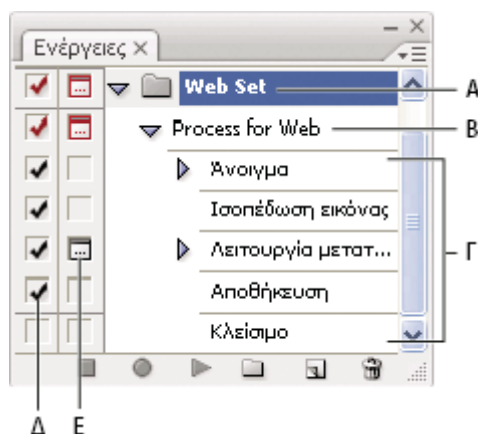 Ενέργειες ×
Web Set
A
Process for Web
B
Άνοιγμα
Ισοπέδωση εικόνας
Λειτουργία μετατ...
Γ
Αποθήκευση
Κλείσιμο
Δ E